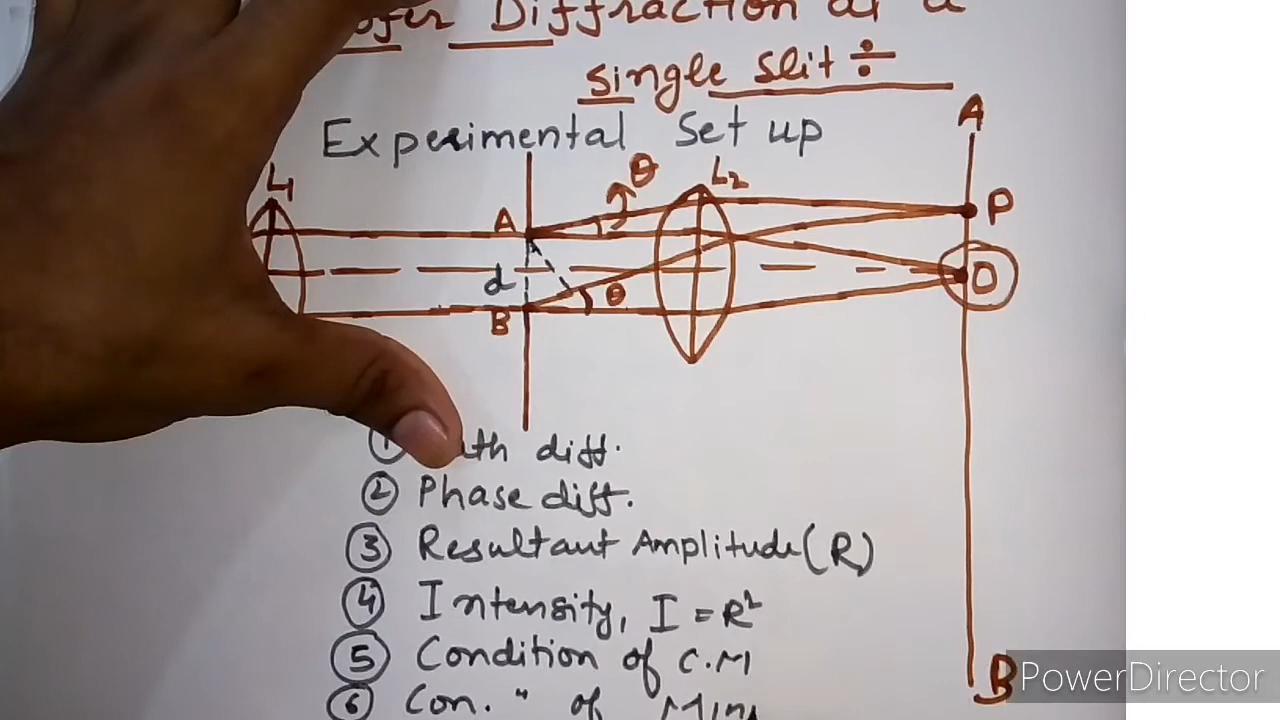 Diffraction at a
single slit ÷
Experimental Set up
A
L1
θ
L2
A
P
d
O
θ
B
diff.
② Phase diff.
③ Resultant Amplitude (R)
④ Intensity, I = R²
⑤ Condition of C.M
⑥ Con. " of
B
PowerDirector